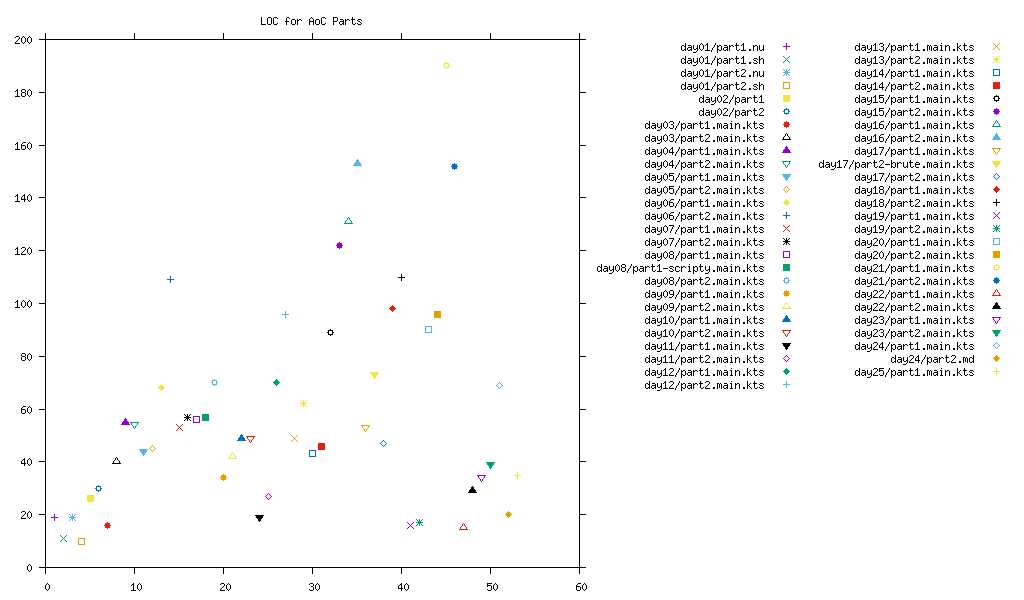 LOC for AoC Parts
200
180
160
140
120
100
80
60
40
20
0
0 10 20 30 40 50 60
day01/part1.nu
day01/part1.sh
day01/part2.nu
day01/part2.sh
day02/part1
day02/part2
day03/part1.main.kts
day03/part2.main.kts
day04/part1.main.kts
day04/part2.main.kts
day05/part1.main.kts
day05/part2.main.kts
day06/part1.main.kts
day06/part2.main.kts
day07/part1.main.kts
day07/part2.main.kts
day08/part1.main.kts
day08/part1-scripty.main.kts
day08/part2.main.kts
day09/part1.main.kts
day09/part2.main.kts
day10/part1.main.kts
day10/part2.main.kts
day11/part1.main.kts
day11/part2.main.kts
day12/part1.main.kts
day12/part2.main.kts
day13/part1.main.kts
day13/part2.main.kts
day14/part1.main.kts
day14/part2.main.kts
day15/part1.main.kts
day15/part2.main.kts
day16/part1.main.kts
day16/part2.main.kts
day17/part1.main.kts
day17/part2-brute.main.kts
day17/part2.main.kts
day18/part1.main.kts
day18/part2.main.kts
day19/part1.main.kts
day19/part2.main.kts
day20/part1.main.kts
day20/part2.main.kts
day21/part1.main.kts
day21/part2.main.kts
day22/part1.main.kts
day22/part2.main.kts
day23/part1.main.kts
day23/part2.main.kts
day24/part1.main.kts
day24/part2.md
day25/part1.main.kts